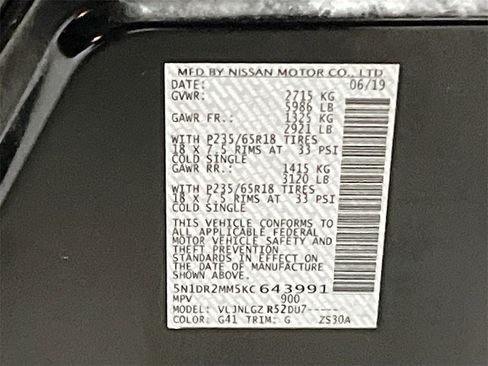 MFD BY NISSAN MOTOR CO., LTD
DATE: 06/19
GVWR: 2715 KG
5986 LB
GAWR FR.: 1325 KG
2921 LB
WITH P235/65R18 TIRES
18 X 7.5 RIMS AT 33 PSI
COLD SINGLE
GAWR RR.: 1415 KG
3120 LB
WITH P235/65R18 TIRES
18 X 7.5 RIMS AT 33 PSI
COLD SINGLE
THIS VEHICLE CONFORMS TO
ALL APPLICABLE FEDERAL
MOTOR VEHICLE SAFETY AND
THEFT PREVENTION
STANDARDS IN EFFECT ON
THE DATE OF MANUFACTURE
SHOWN ABOVE.
5N1DR2MM5KC643991
MPV 900
MODEL: VLJNLGZ R52DU7-----
COLOR: G41 TRIM: G ZS30A